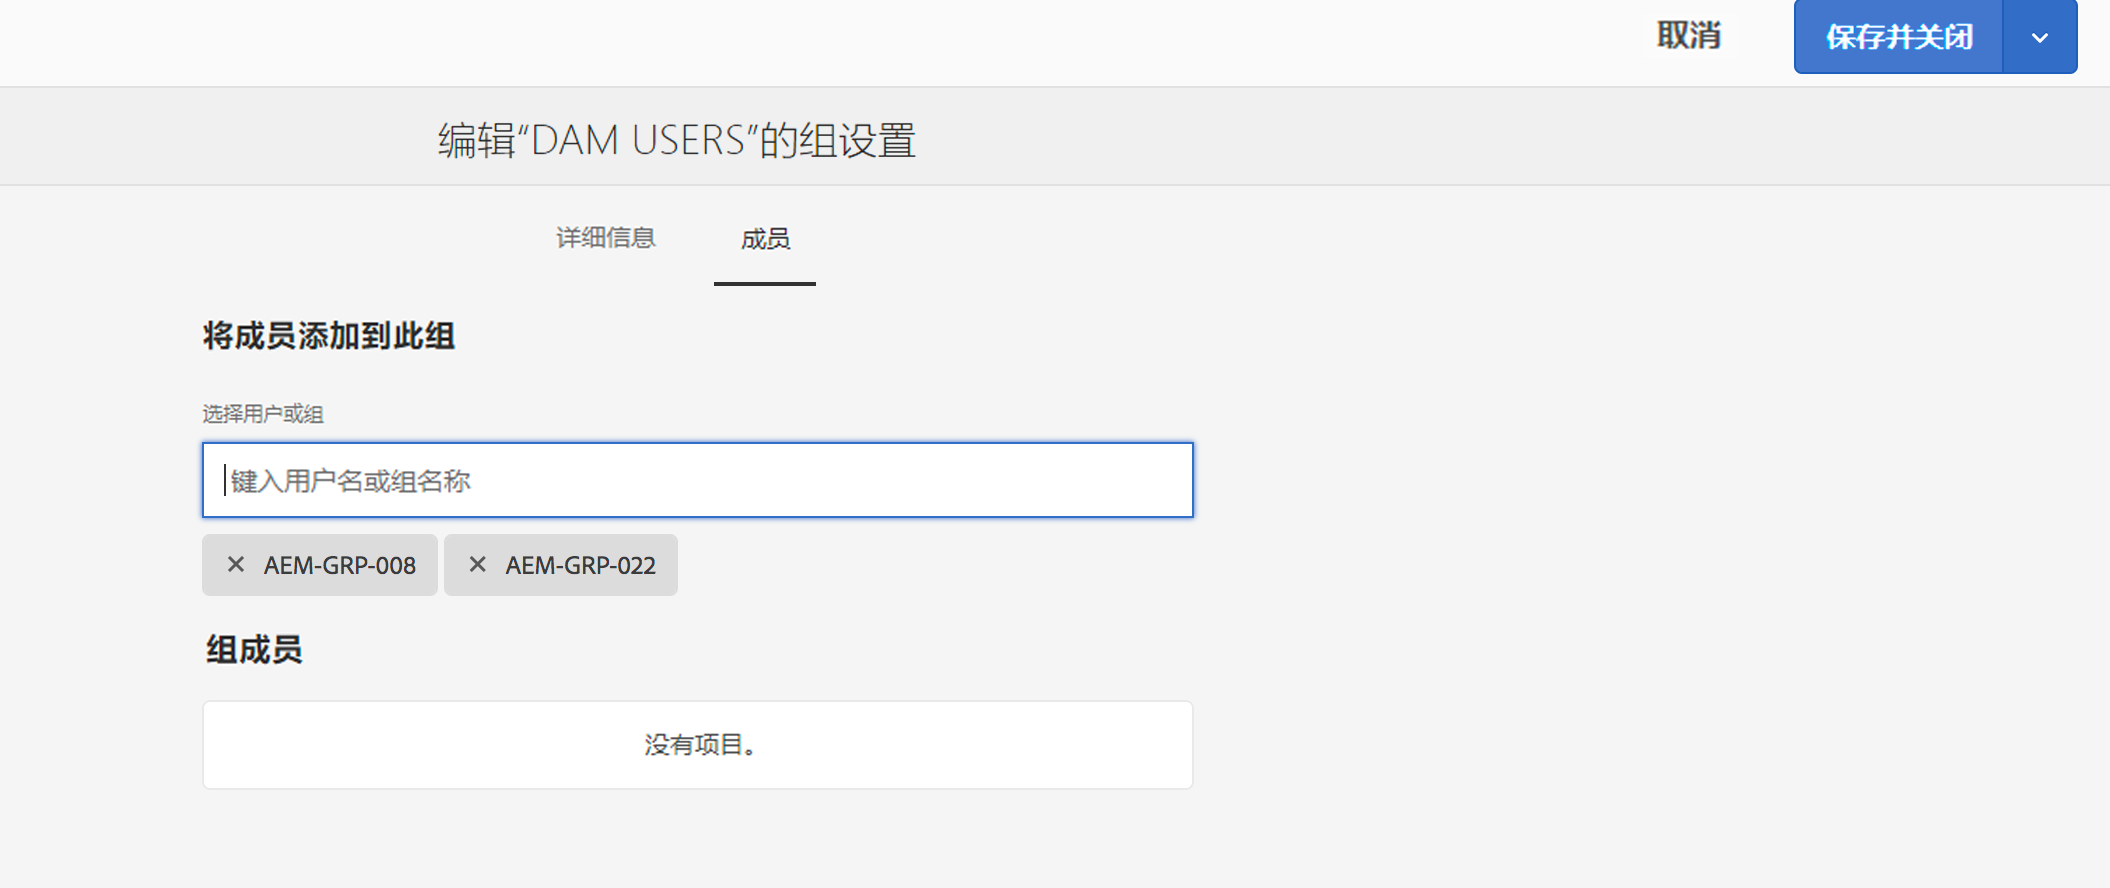 取消
保存并关闭
编辑“DAM USERS”的组设置
详细信息
成员
将成员添加到此组
选择用户或组
键入用户名或组名称
AEM-GRP-008
AEM-GRP-022
组成员
没有项目。